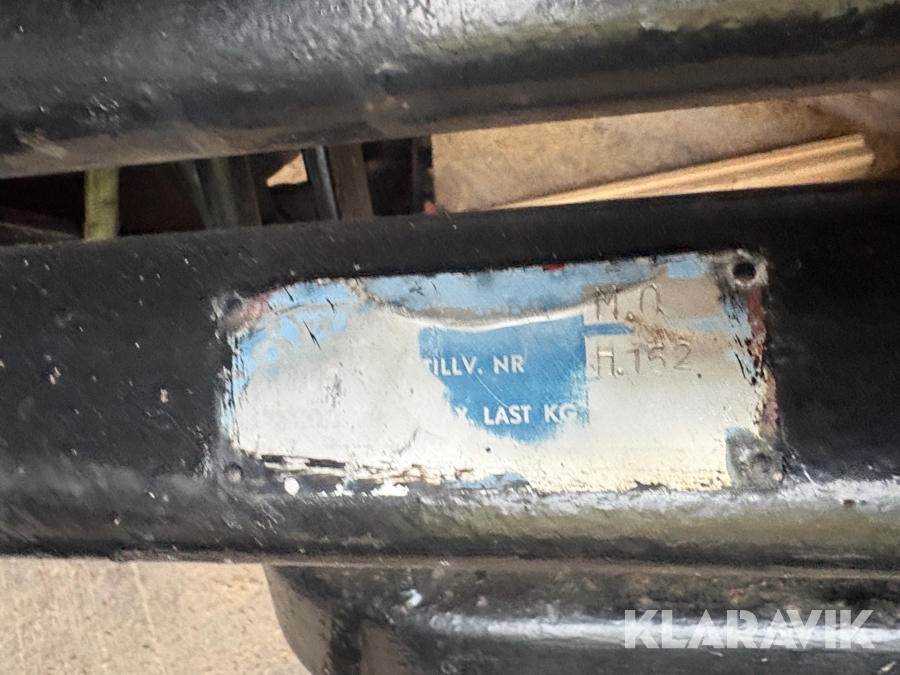 M.Q
TILLV. NR H.152
X. LAST KG
KLARAVIK